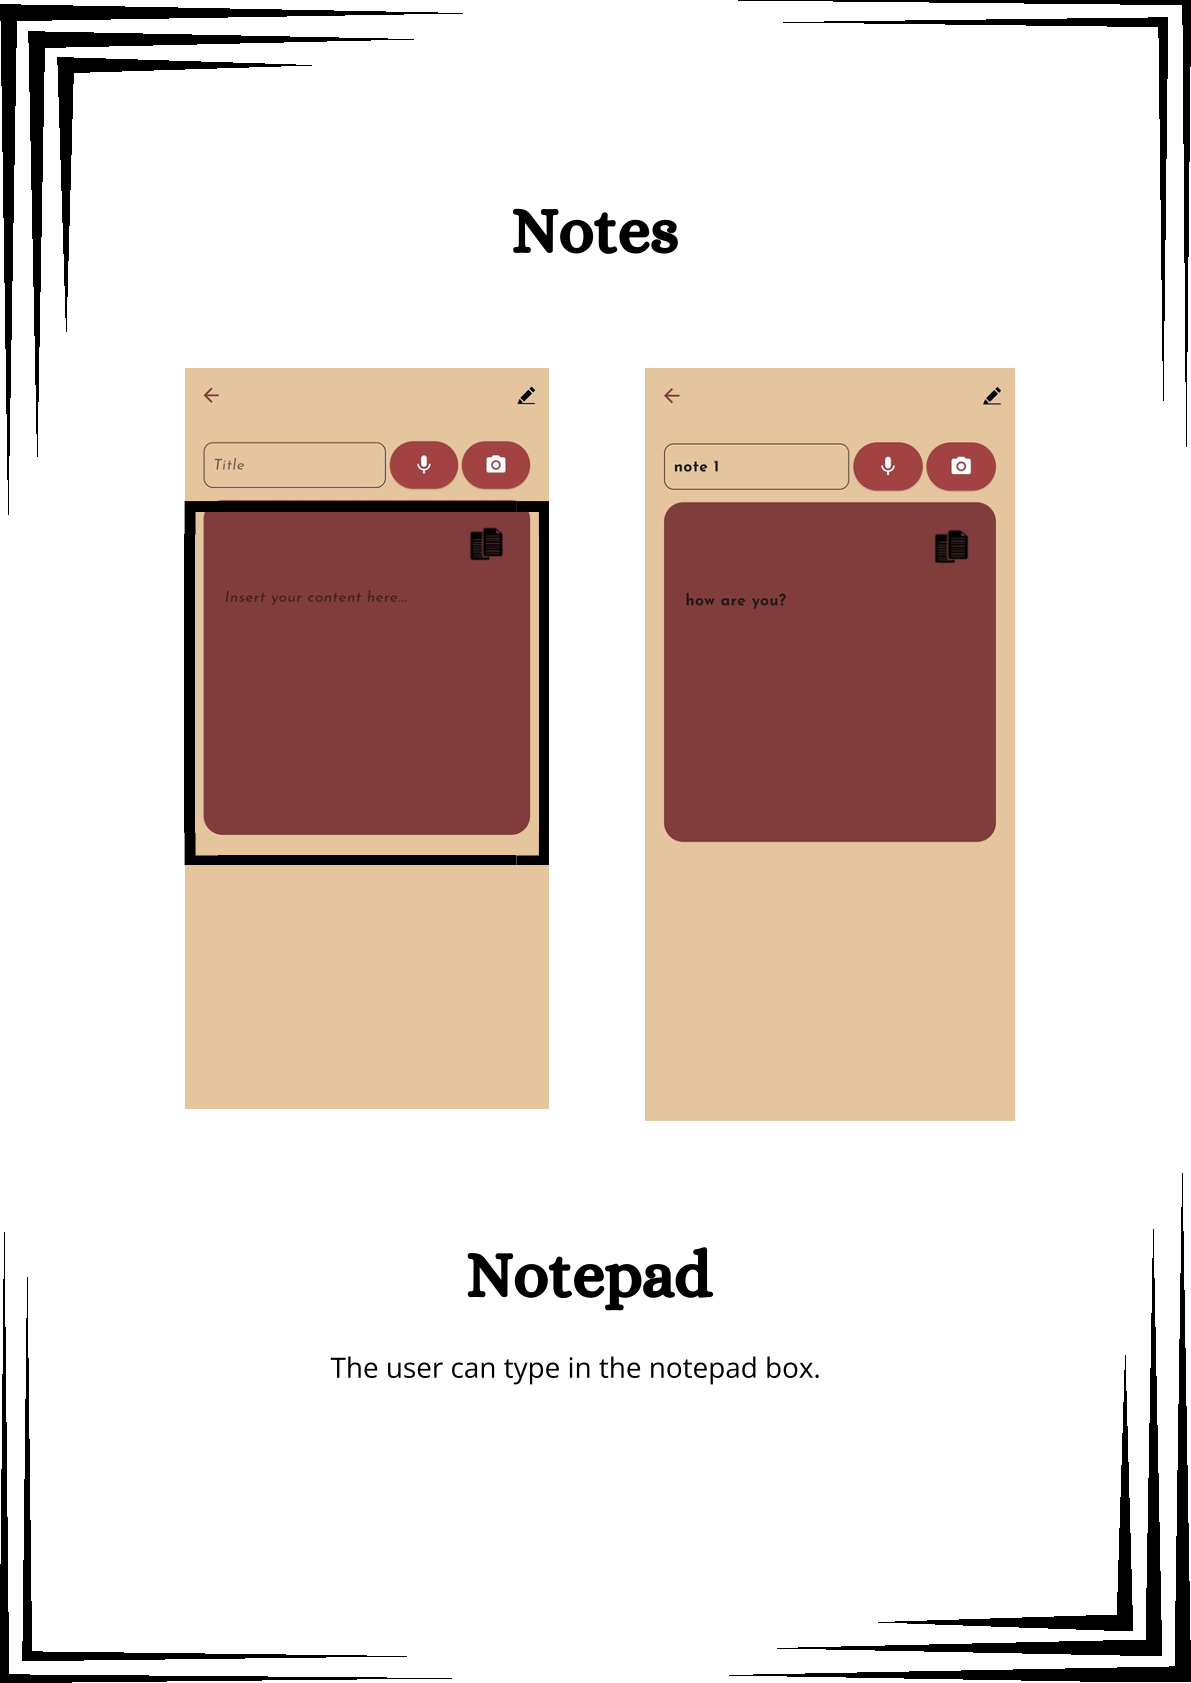 Notes
Title
Insert your content here...
note 1
how are you?
Notepad
The user can type in the notepad box.